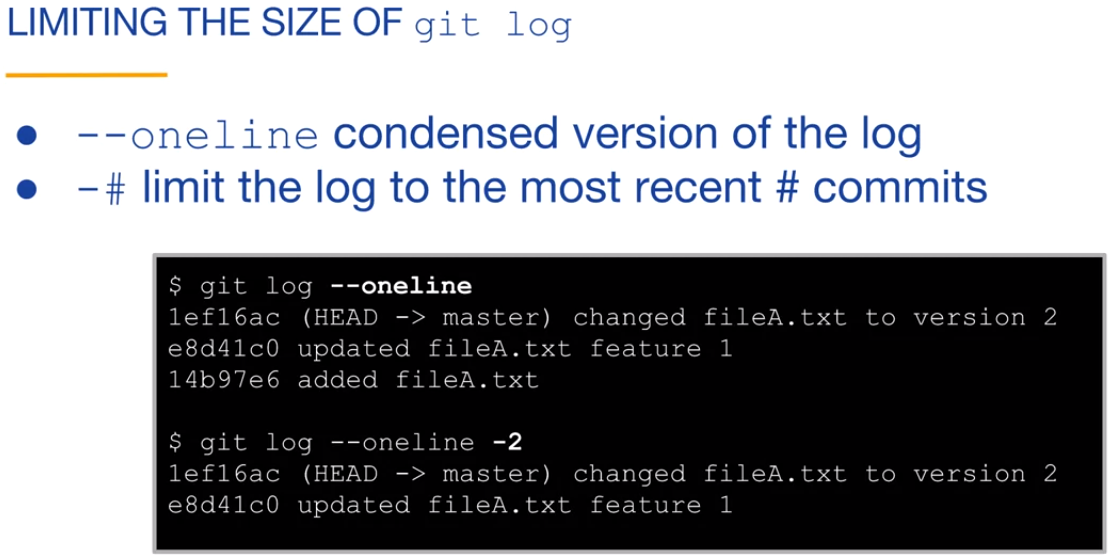 LIMITING THE SIZE OF git log
● --oneline condensed version of the log
● -# limit the log to the most recent # commits
$ git log --oneline
1ef16ac (HEAD -> master) changed fileA.txt to version 2
e8d41c0 updated fileA.txt feature 1
14b97e6 added fileA.txt
$ git log --oneline -2
1ef16ac (HEAD -> master) changed fileA.txt to version 2
e8d41c0 updated fileA.txt feature 1